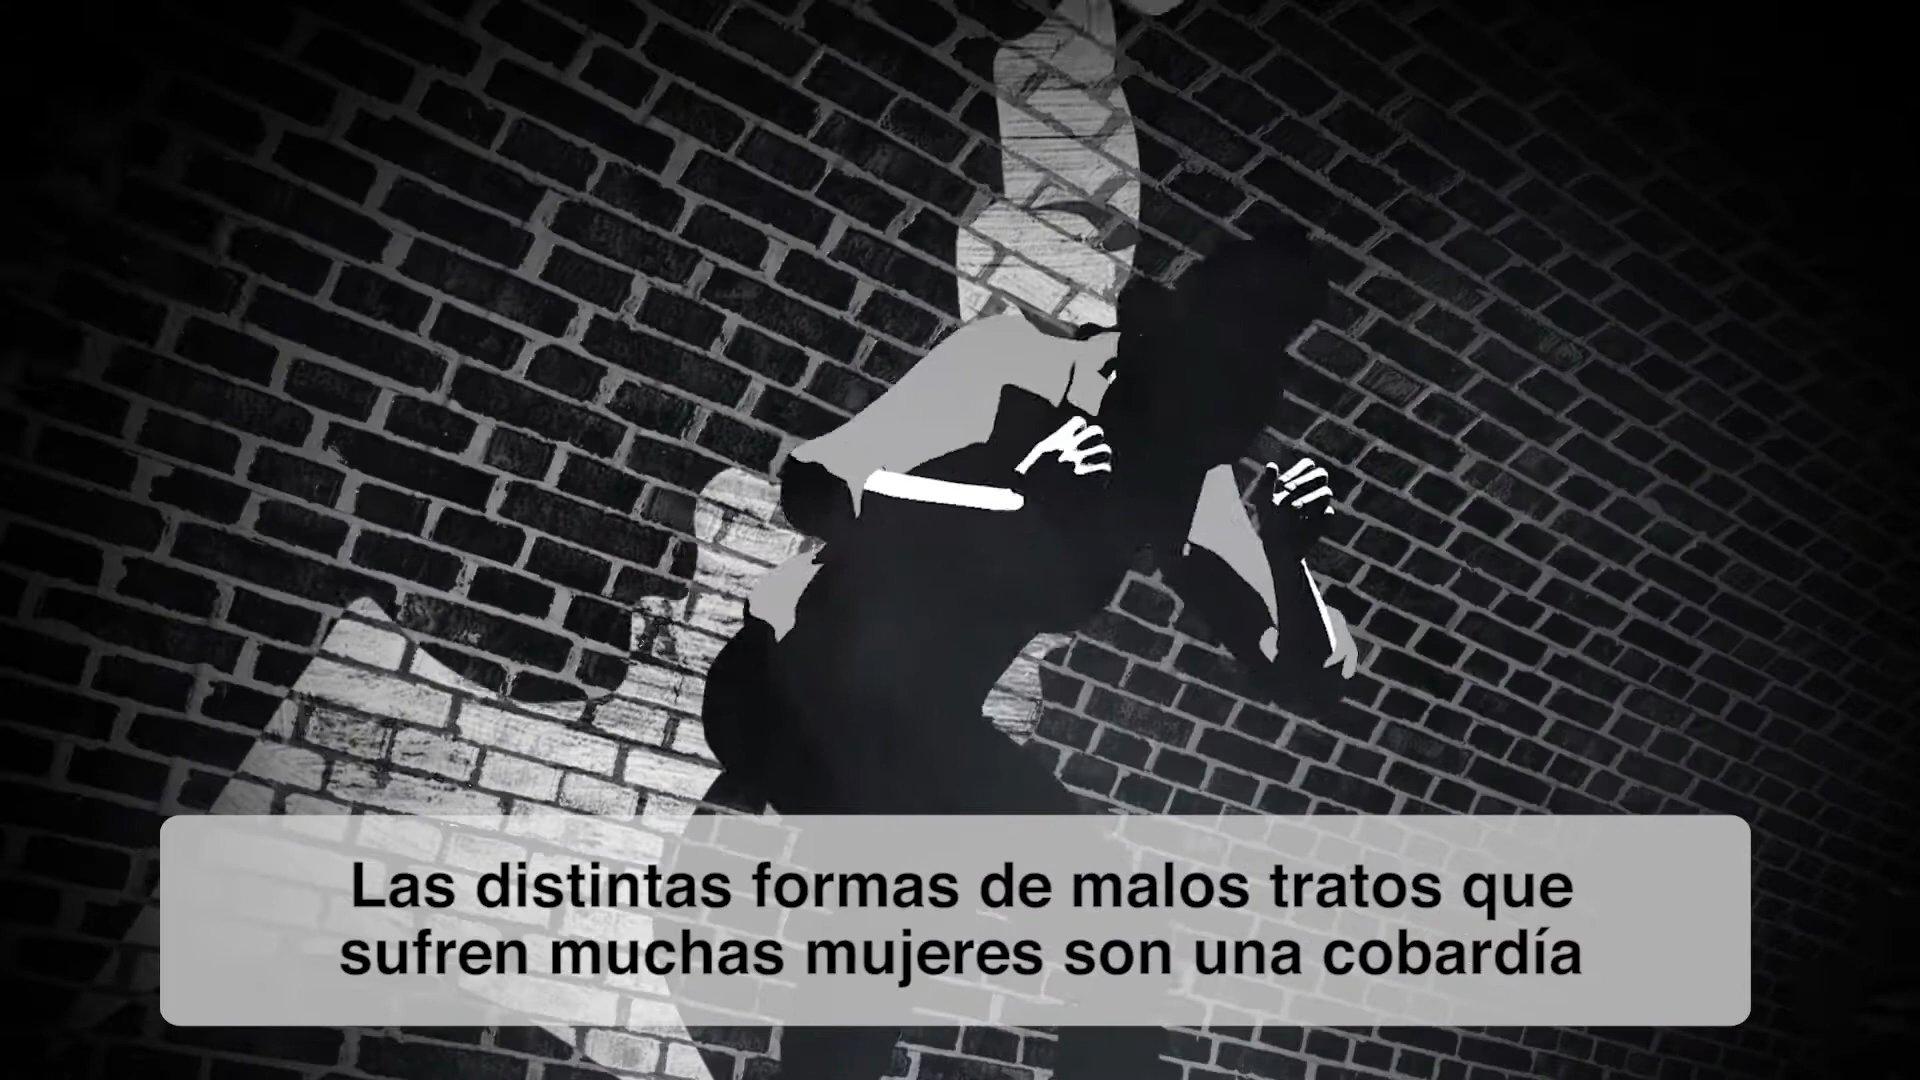 Las distintas formas de malos tratos que
sufren muchas mujeres son una cobardía